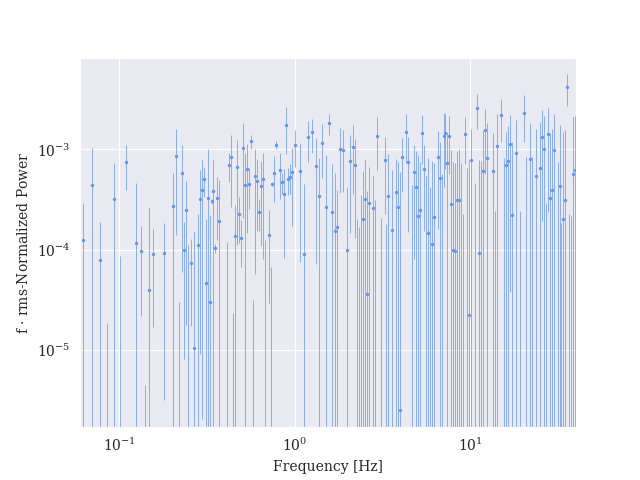 10⁻³
10⁻⁴
10⁻⁵
f · rms-Normalized Power
10⁻¹ 10⁰ 10¹
Frequency [Hz]